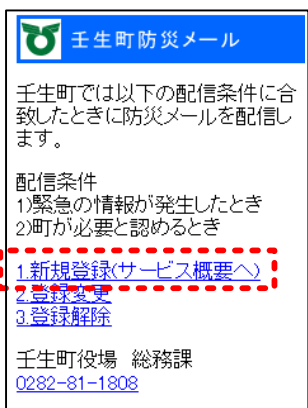 壬生町防災メール
壬生町では以下の配信条件に合
致したときに防災メールを配信し
ます。
配信条件
1)緊急の情報が発生したとき
2)町が必要と認めるとき
1.新規登録(サービス概要へ)
2.登録変更
3.登録解除
壬生町役場 総務課
0282-81-1808